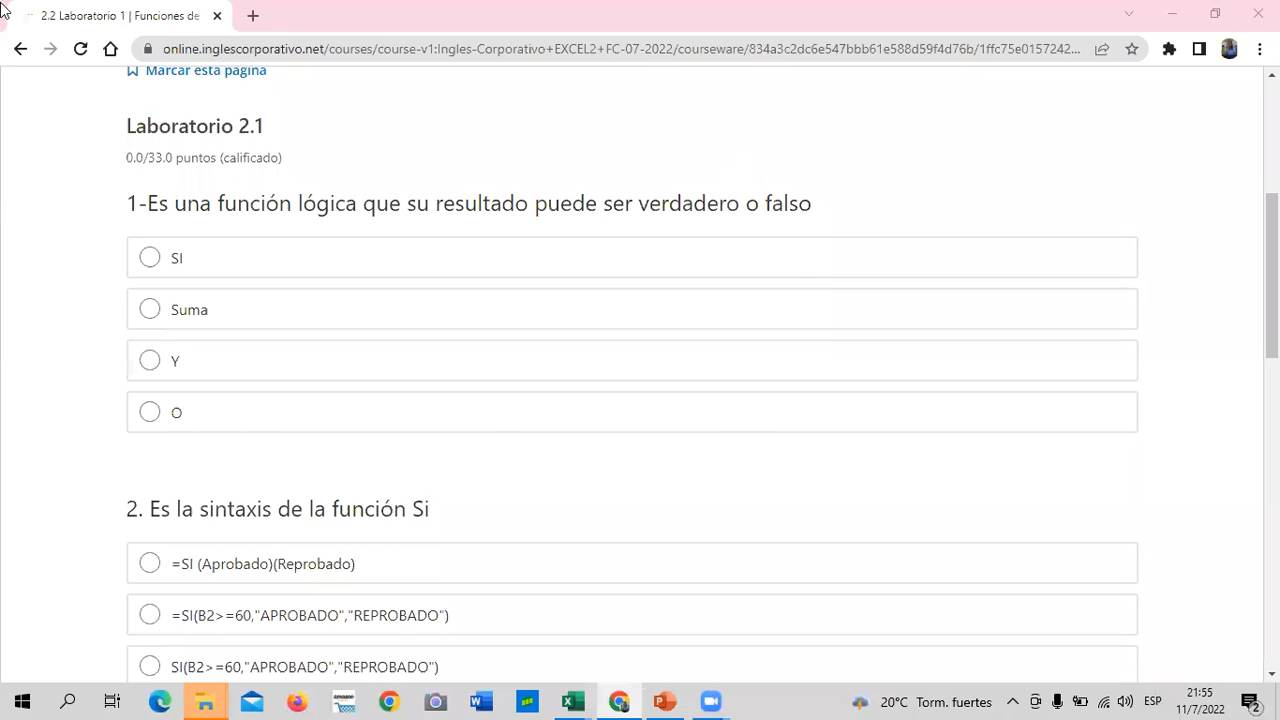 2.2 Laboratorio 1 | Funciones de
online.inglescorporativo.net/courses/course-v1:Ingles-Corporativo+EXCEL2+FC-07-2022/courseware/334a3c2dc6e547bbb61e588d59f4d76b/1ffc75e0157242...
Marcar esta página
Laboratorio 2.1
0.0/33.0 puntos (calificado)
1-Es una función lógica que su resultado puede ser verdadero o falso
SI
Suma
Y
O
2. Es la sintaxis de la función Si
=SI (Aprobado)(Reprobado)
=SI(B2>=60,"APROBADO","REPROBADO")
SI(B2>=60,"APROBADO","REPROBADO")
20°C Torm. fuertes
ESP
21:55
11/7/2022
2